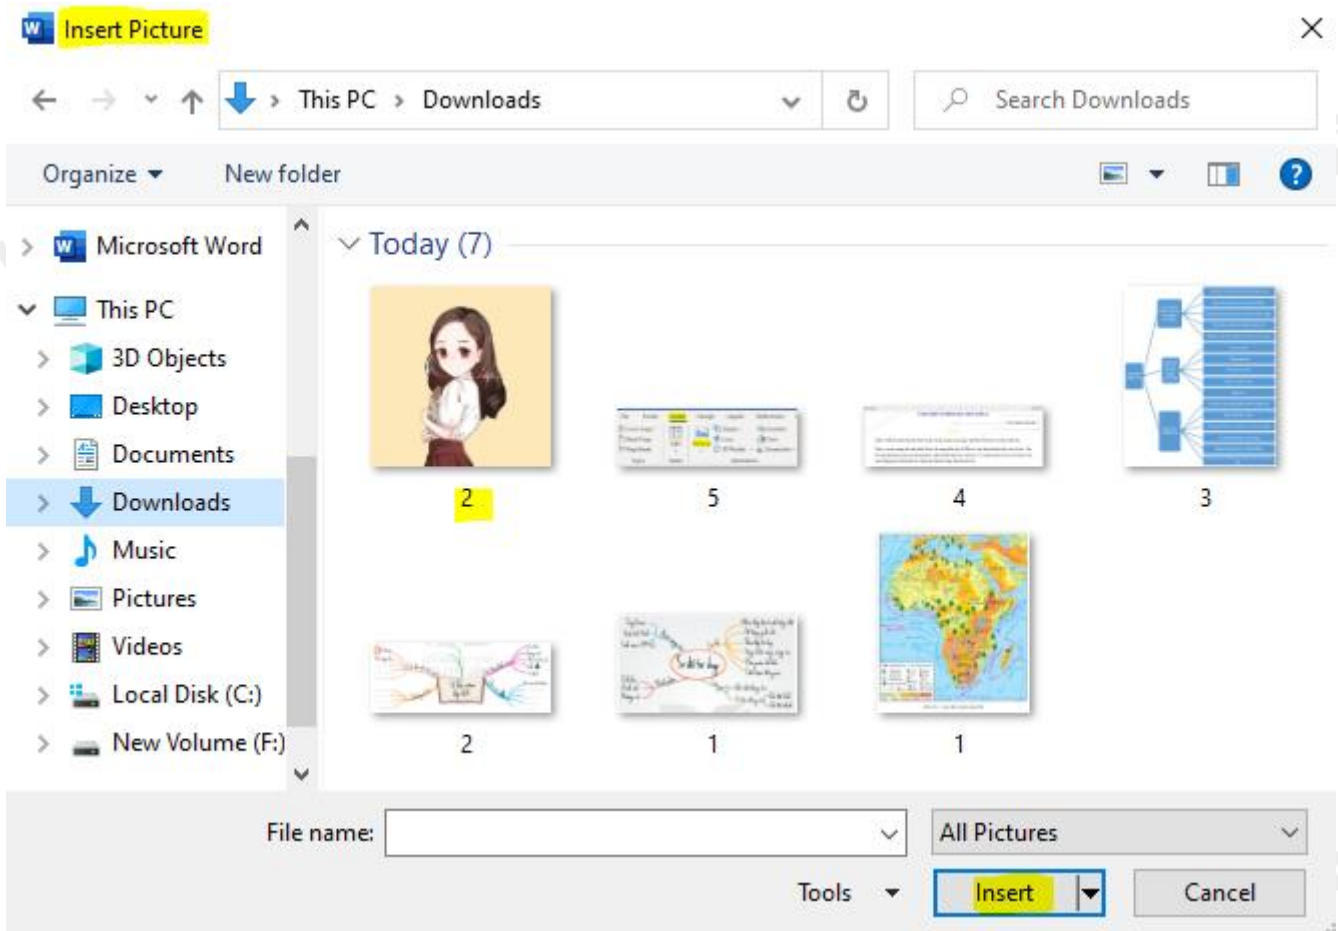 Insert Picture
This PC > Downloads
Search Downloads
Organize
New folder
Microsoft Word
This PC
3D Objects
Desktop
Documents
Downloads
Music
Pictures
Videos
Local Disk (C:)
New Volume (F:)
Today (7)
2
5
4
3
2
1
1
File name:
All Pictures
Tools
Insert
Cancel